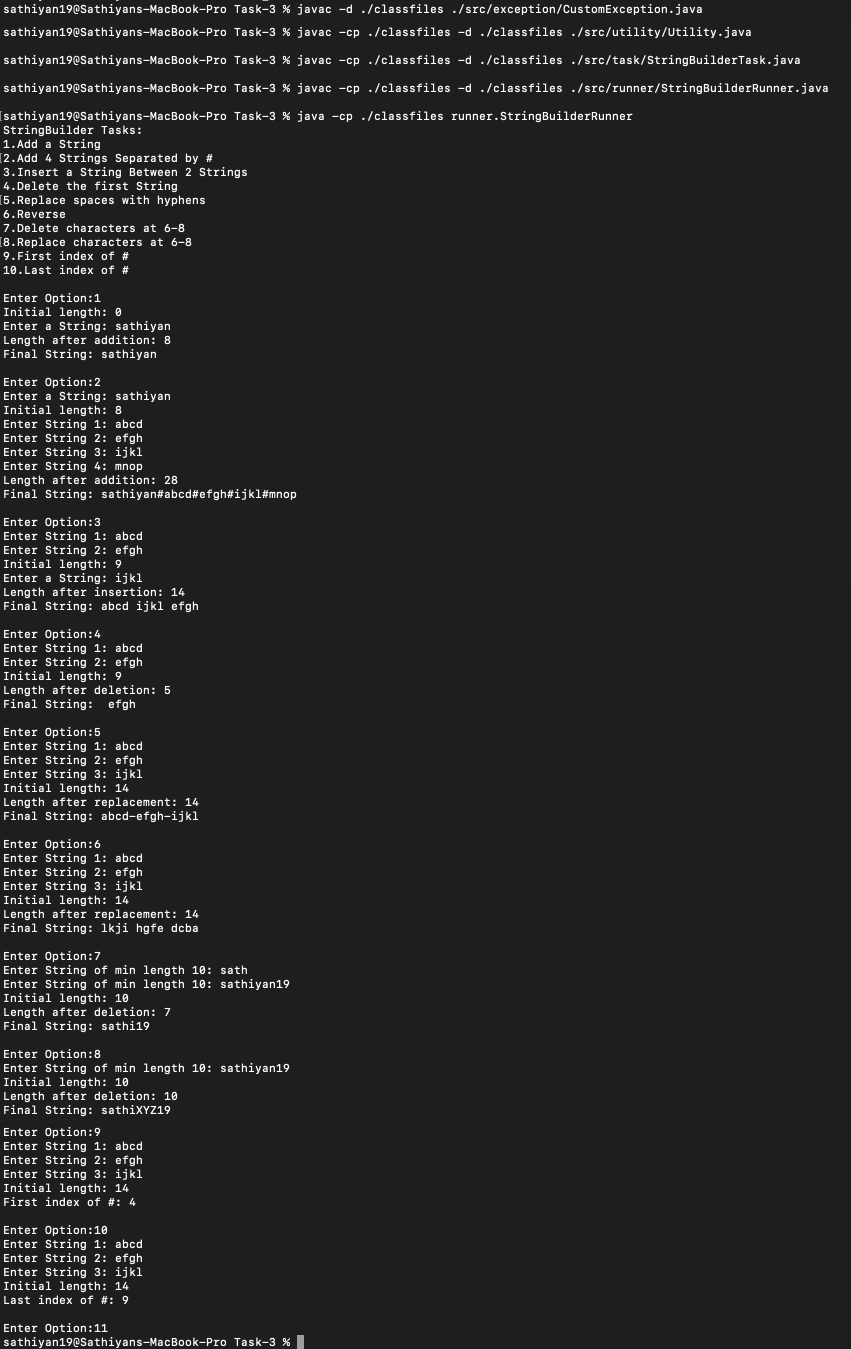 sathiyan19@Sathiyans-MacBook-Pro Task-3 % javac -d ./classfiles ./src/exception/CustomException.java
sathiyan19@Sathiyans-MacBook-Pro Task-3 % javac -cp ./classfiles -d ./classfiles ./src/utility/Utility.java
sathiyan19@Sathiyans-MacBook-Pro Task-3 % javac -cp ./classfiles -d ./classfiles ./src/task/StringBuilderTask.java
sathiyan19@Sathiyans-MacBook-Pro Task-3 % javac -cp ./classfiles -d ./classfiles ./src/runner/StringBuilderRunner.java
[sathiyan19@Sathiyans-MacBook-Pro Task-3 % java -cp ./classfiles runner.StringBuilderRunner
StringBuilder Tasks:
1.Add a String
[2.Add 4 Strings Separated by #
3.Insert a String Between 2 Strings
4.Delete the first String
[5.Replace spaces with hyphens
6.Reverse
7.Delete characters at 6-8
[8.Replace characters at 6-8
9.First index of #
10.Last index of #

Enter Option:1
Initial length: 0
Enter a String: sathiyan
Length after addition: 8
Final String: sathiyan

Enter Option:2
Enter a String: sathiyan
Initial length: 8
Enter String 1: abcd
Enter String 2: efgh
Enter String 3: ijkl
Enter String 4: mnop
Length after addition: 28
Final String: sathiyan#abcd#efgh#ijkl#mnop

Enter Option:3
Enter String 1: abcd
Enter String 2: efgh
Initial length: 9
Enter a String: ijkl
Length after insertion: 14
Final String: abcd ijkl efgh

Enter Option:4
Enter String 1: abcd
Enter String 2: efgh
Initial length: 9
Length after deletion: 5
Final String:  efgh

Enter Option:5
Enter String 1: abcd
Enter String 2: efgh
Enter String 3: ijkl
Initial length: 14
Length after replacement: 14
Final String: abcd-efgh-ijkl

Enter Option:6
Enter String 1: abcd
Enter String 2: efgh
Enter String 3: ijkl
Initial length: 14
Length after replacement: 14
Final String: lkji hgfe dcba

Enter Option:7
Enter String of min length 10: sath
Enter String of min length 10: sathiyan19
Initial length: 10
Length after deletion: 7
Final String: sathi19

Enter Option:8
Enter String of min length 10: sathiyan19
Initial length: 10
Length after deletion: 10
Final String: sathiXYZ19

Enter Option:9
Enter String 1: abcd
Enter String 2: efgh
Enter String 3: ijkl
Initial length: 14
First index of #: 4

Enter Option:10
Enter String 1: abcd
Enter String 2: efgh
Enter String 3: ijkl
Initial length: 14
Last index of #: 9

Enter Option:11
sathiyan19@Sathiyans-MacBook-Pro Task-3 %